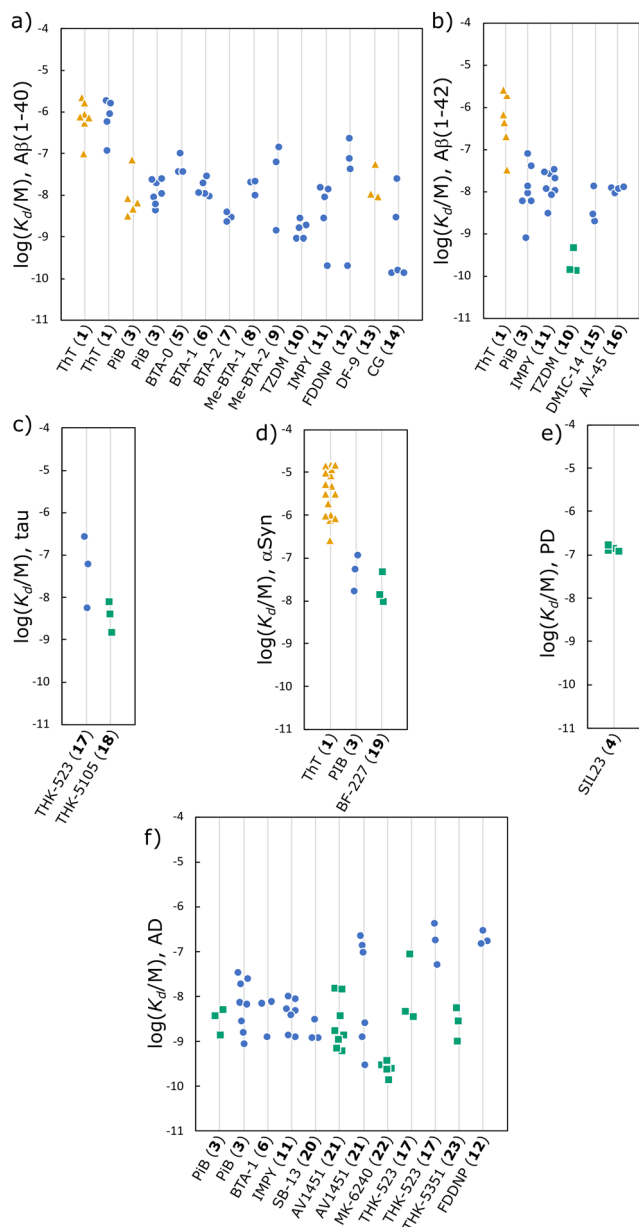 a)
log(Kd/M), Aβ(1-40)
-4
-5
-6
-7
-8
-9
-10
-11
ThT (1)
ThT (1)
PiB (3)
PiB (3)
BTA-0 (5)
BTA-1 (6)
BTA-2 (7)
Me-BTA-1 (8)
Me-BTA-2 (9)
TZDM (10)
IMPY (11)
FDDNP (12)
DF-9 (13)
CG (14)
b)
log(Kd/M), Aβ(1-42)
-4
-5
-6
-7
-8
-9
-10
-11
ThT (1)
PiB (3)
IMPY (11)
TZDM (10)
DMIC-14 (15)
AV-45 (16)
c)
log(Kd/M), tau
-4
-5
-6
-7
-8
-9
-10
-11
THK-523 (17)
THK-5105 (18)
d)
log(Kd/M), αSyn
-4
-5
-6
-7
-8
-9
-10
-11
ThT (1)
PIB (3)
BF-227 (19)
e)
log(Kd/M), PD
-4
-5
-6
-7
-8
-9
-10
-11
SIL23 (4)
f)
log(Kd/M), AD
-4
-5
-6
-7
-8
-9
-10
-11
PiB (3)
PiB (3)
BTA-1 (6)
IMPY (11)
SB-13 (20)
AV1451 (21)
AV1451 (21)
MK-6240 (22)
THK-523 (17)
THK-523 (17)
THK-5351 (23)
FDDNP (12)